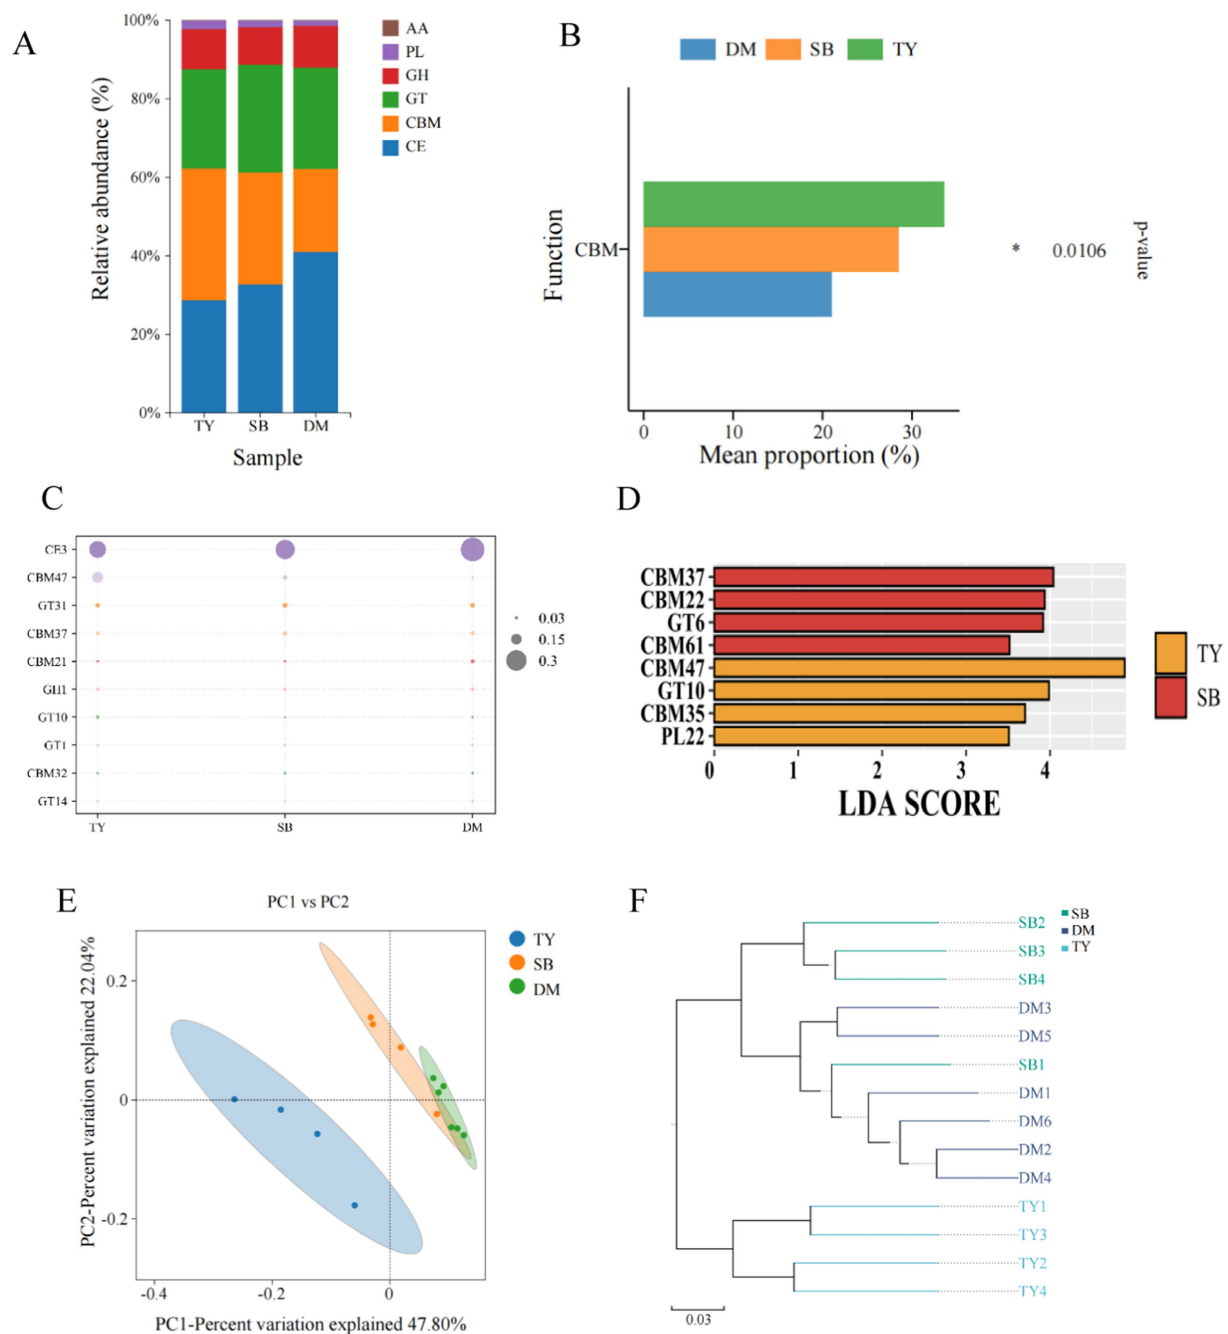 A
100%
80%
60%
40%
20%
0%
Relative abundance (%)
TY SB DM
Sample
AA
PL
GH
GT
CBM
CE
B
DM SB TY
Function
CBM
* 0.0106
p-value
0 10 20 30
Mean proportion (%)
C
CE3
CBM47
GT31
CBM37
CBM21
GH1
GT10
GT1
CBM32
GT14
TY SB DM
0.03
0.15
0.3
D
CBM37
CBM22
GT6
CBM61
CBM47
GT10
CBM35
PL22
0 1 2 3 4
LDA SCORE
TY
SB
E
PC1 vs PC2
PC2-Percent variation explained 22.04%
0.2
0
-0.2
-0.4 -0.2 0
PC1-Percent variation explained 47.80%
TY
SB
DM
F
SB2
SB3
SB4
DM3
DM5
SB1
DM1
DM6
DM2
DM4
TY1
TY3
TY2
TY4
SB
DM
TY
0.03